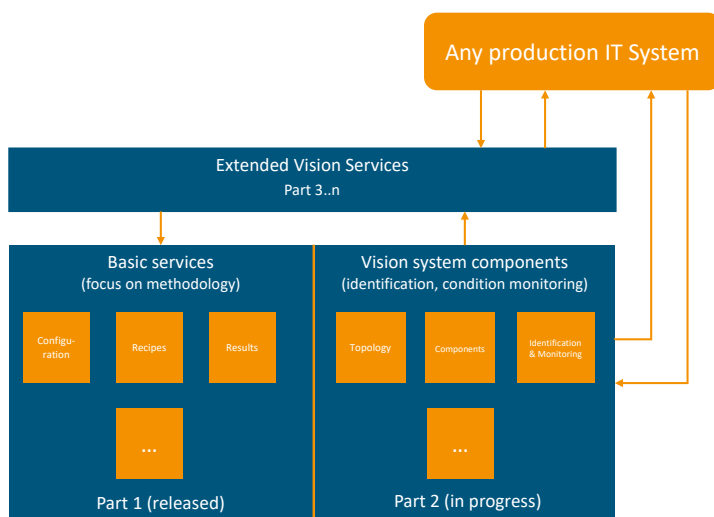 Any production IT System
Extended Vision Services
Part 3..n
Basic services
(focus on methodology)
Configu-
ration
Recipes
Results
...
Part 1 (released)
Vision system components
(identification, condition monitoring)
Topology
Components
Identification
& Monitoring
...
Part 2 (in progress)